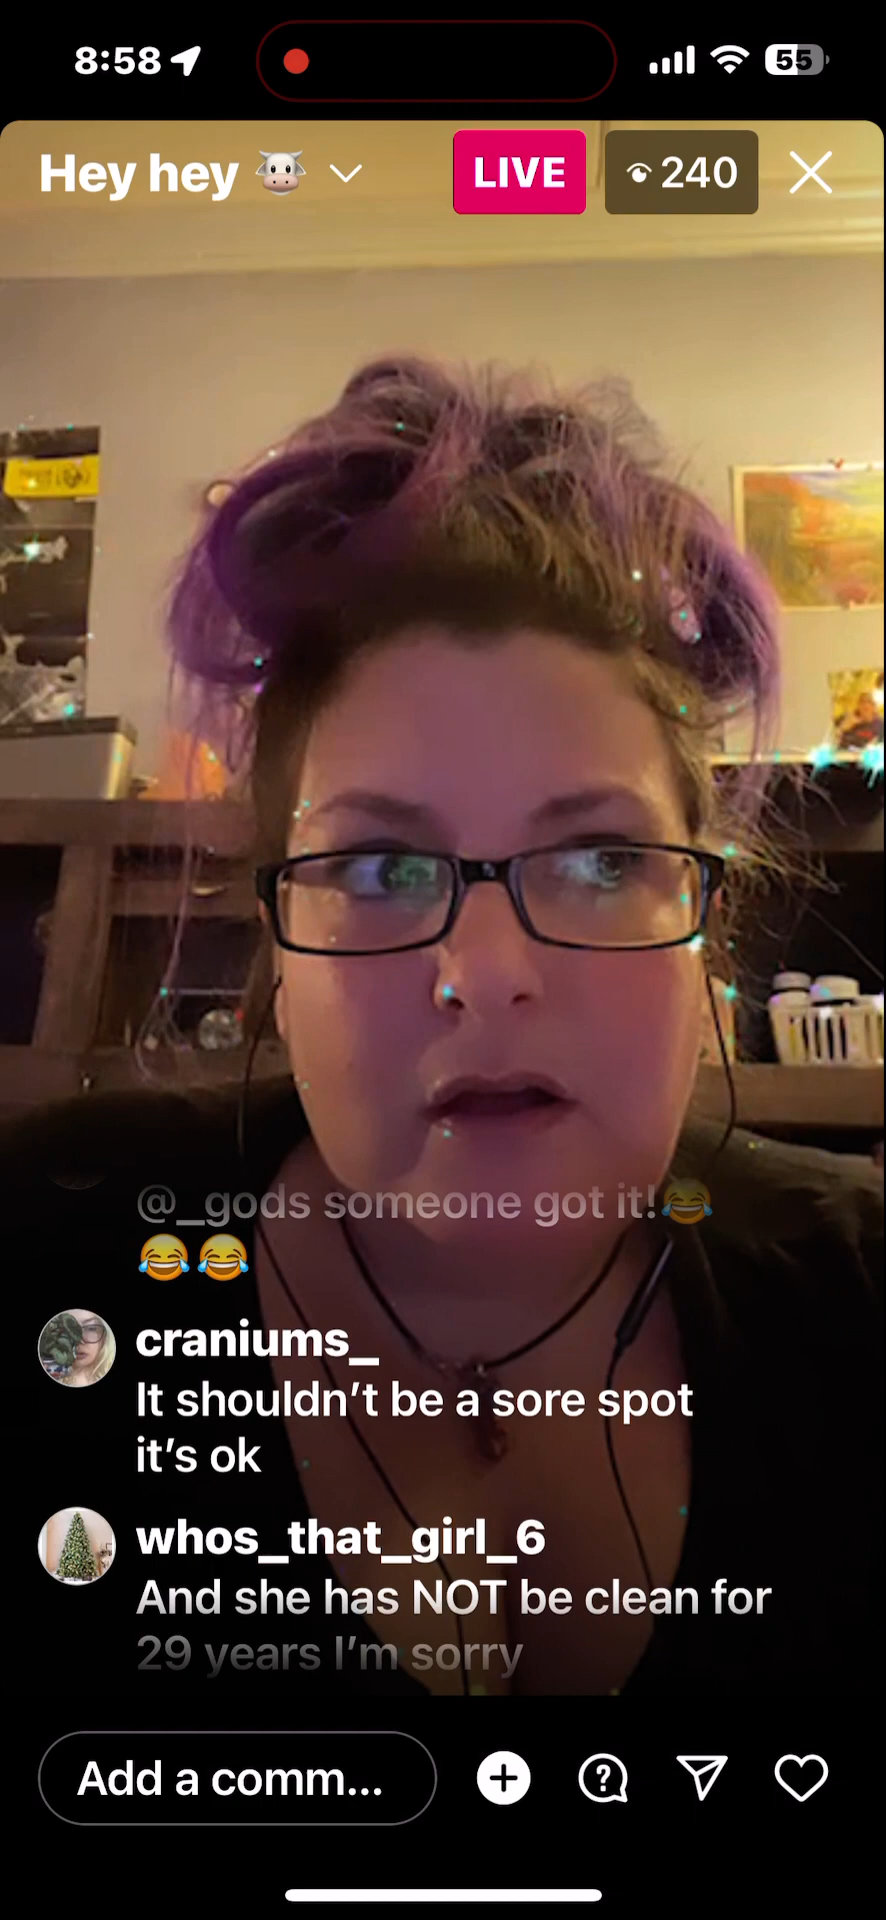 8:58
55
Hey hey 🐮
LIVE
240
@_gods someone got it!😂
😂😂
craniums_
It shouldn’t be a sore spot
it’s ok
whos_that_girl_6
And she has NOT be clean for
29 years I’m sorry
Add a comm...